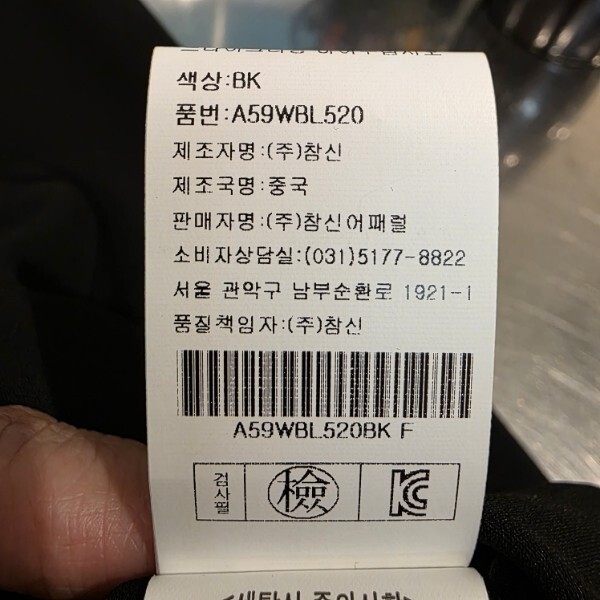 색상:BK
품번:A59WBL520
제조자명:(주)참신
제조국명:중국
판매자명:(주)참신어패럴
소비자상담실:(031)5177-8822
서울 관악구 남부순환로 1921-1
품질책임자:(주)참신
A59WBL520BK F
검사필 檢 KC